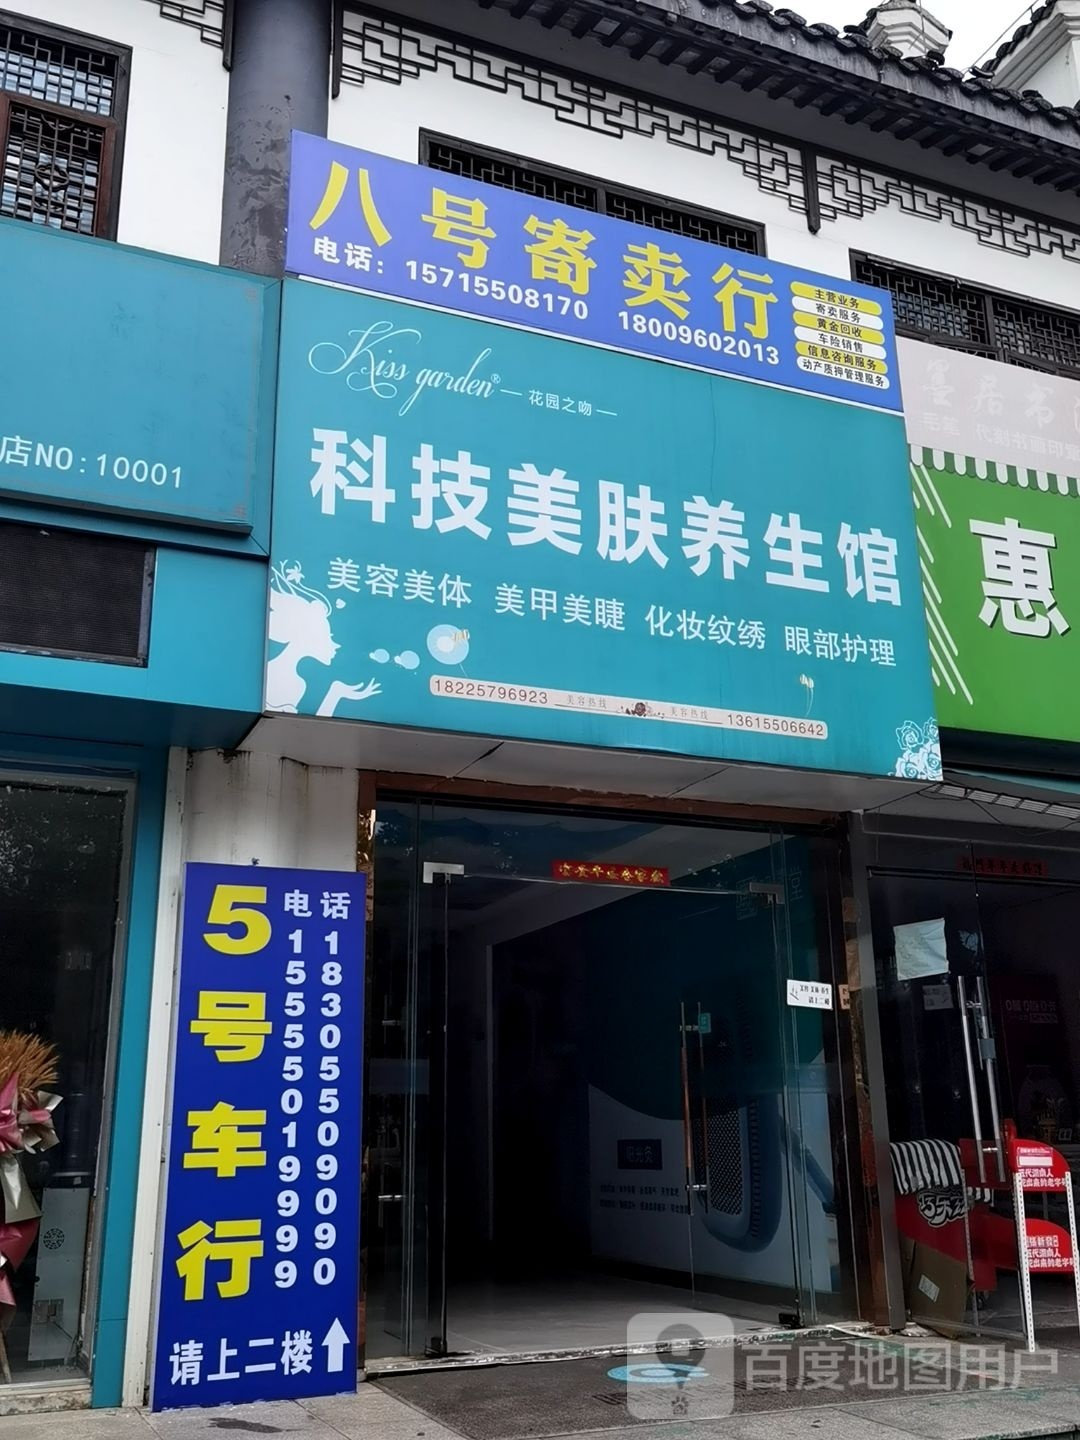 八号寄卖行
电话：15715508170 18009602013
主营业务
寄卖服务
黄金回收
车险销售
信息咨询服务
动产质押管理服务
Kiss garden® —花园之吻—
科技美肤养生馆
美容美体 美甲美睫 化妆纹绣 眼部护理
18225796923 美容热线 美容热线 13615506642
店NO:10001
惠
5号车行
电话
15555019999
18305509090
请上二楼
请上二楼
百度地图用户